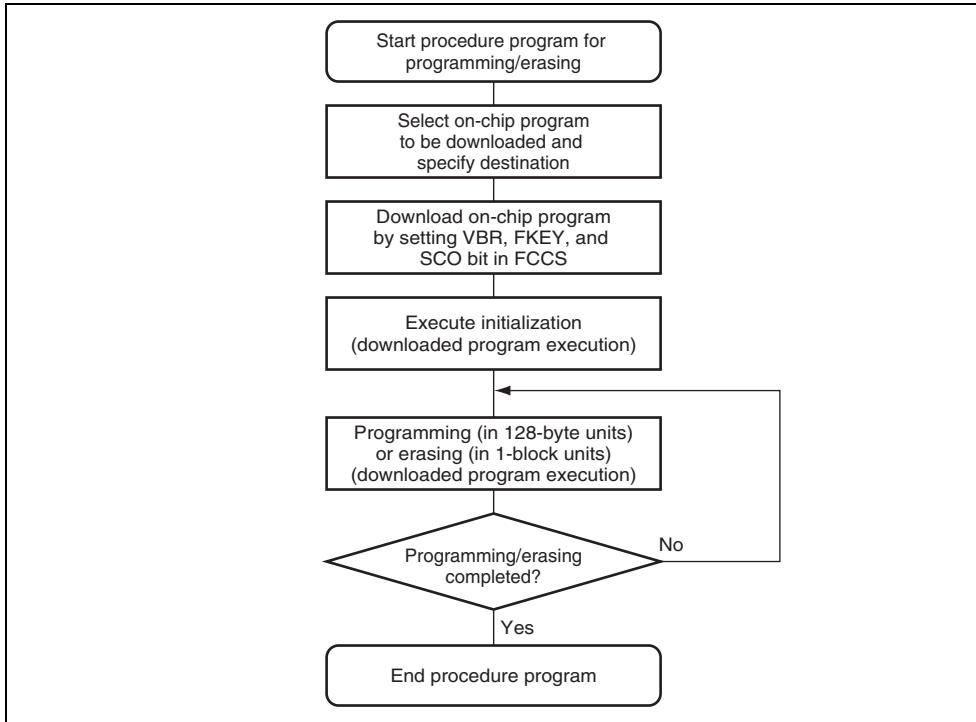 Start procedure program for
programming/erasing
Select on-chip program
to be downloaded and
specify destination
Download on-chip program
by setting VBR, FKEY, and
SCO bit in FCCS
Execute initialization
(downloaded program execution)
Programming (in 128-byte units)
or erasing (in 1-block units)
(downloaded program execution)
Programming/erasing
completed?
No
Yes
End procedure program